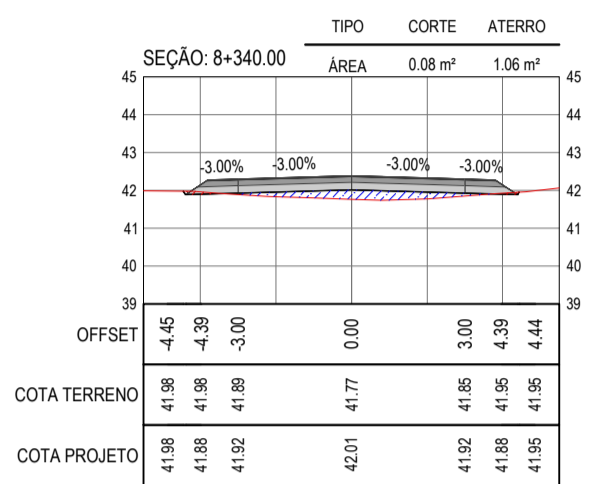 TIPO CORTE ATERRO
SEÇÃO: 8+340.00
ÁREA 0.08 m² 1.06 m²
45 45
44 44
43 43
-3.00% -3.00% -3.00% -3.00%
42 42
41 41
40 40
39 39
OFFSET -4.45 -4.39 -3.00 0.00 3.00 4.39 4.44
COTA TERRENO 41.98 41.98 41.89 41.77 41.85 41.95 41.95
COTA PROJETO 41.98 41.88 41.92 42.01 41.92 41.88 41.95